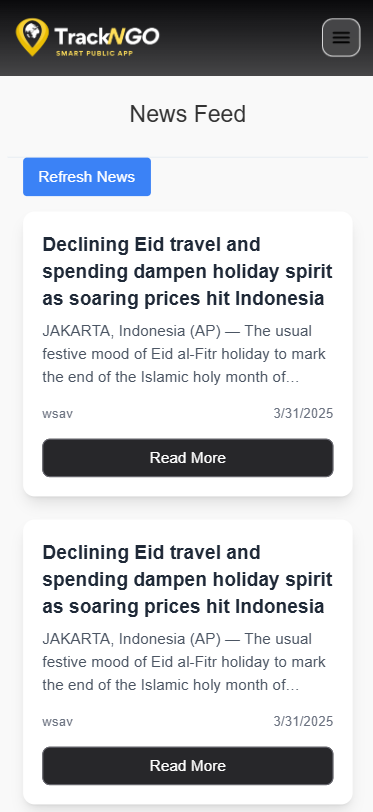 TrackNGO
SMART PUBLIC APP
News Feed
Refresh News
Declining Eid travel and
spending dampen holiday spirit
as soaring prices hit Indonesia
JAKARTA, Indonesia (AP) — The usual
festive mood of Eid al-Fitr holiday to mark
the end of the Islamic holy month of...
wsav 3/31/2025
Read More
Declining Eid travel and
spending dampen holiday spirit
as soaring prices hit Indonesia
JAKARTA, Indonesia (AP) — The usual
festive mood of Eid al-Fitr holiday to mark
the end of the Islamic holy month of...
wsav 3/31/2025
Read More